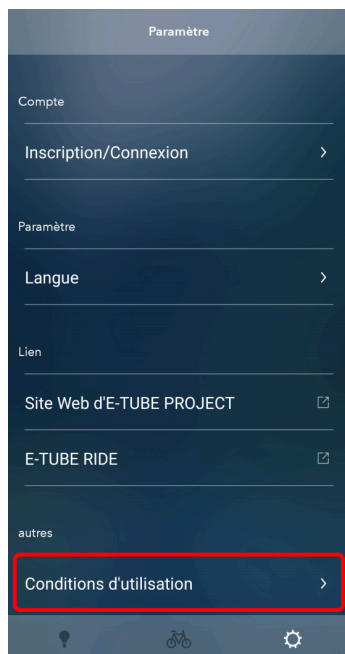 Paramètre
Compte
Inscription/Connexion
Paramètre
Langue
Lien
Site Web d'E-TUBE PROJECT
E-TUBE RIDE
autres
Conditions d'utilisation